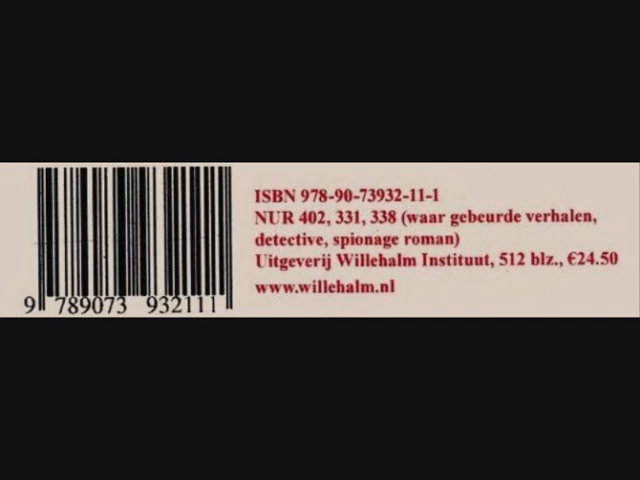 ISBN 978-90-73932-11-1
NUR 402, 331, 338 (waar gebeurde verhalen,
detective, spionage roman)
Uitgeverij Willehalm Instituut, 512 blz., €24.50
www.willehalm.nl
9 789073 932111